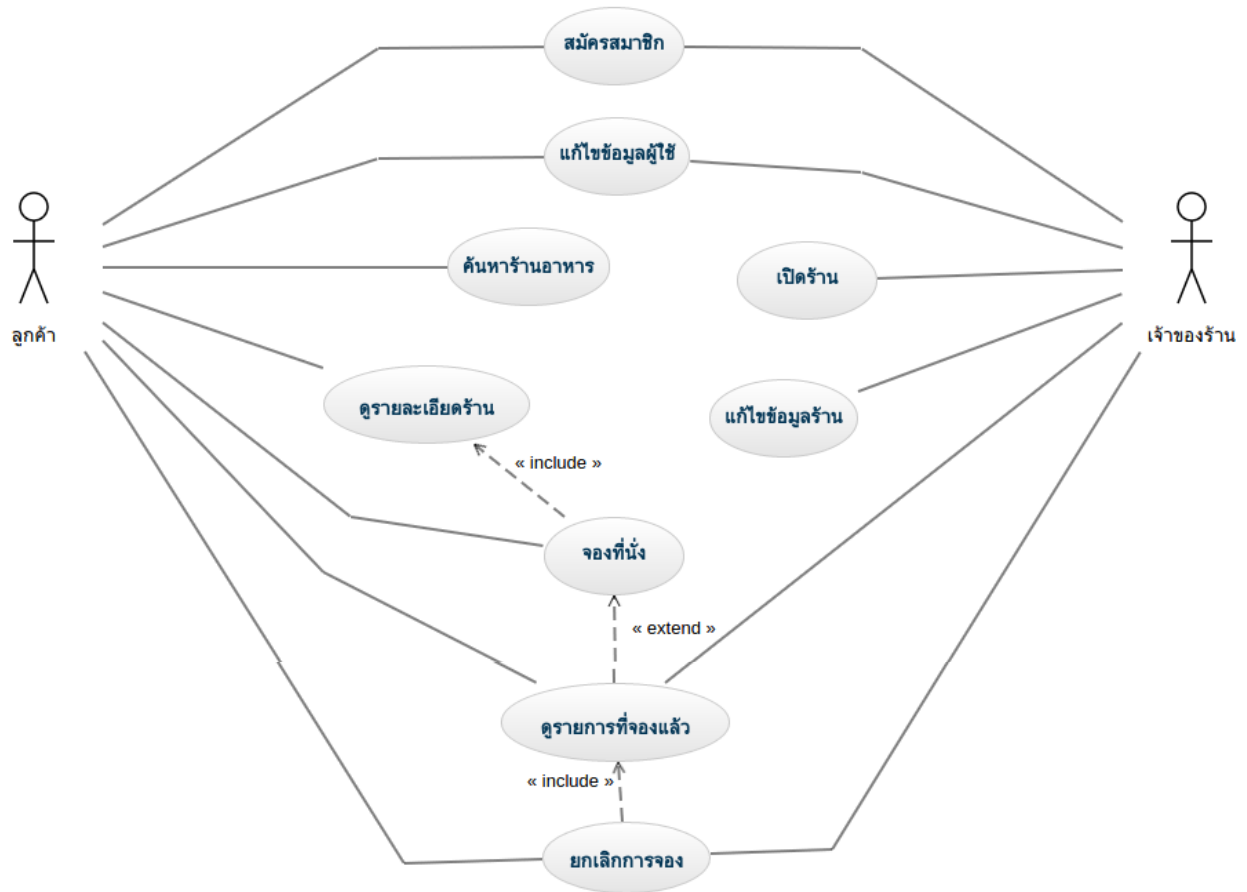 สมัครสมาชิก
แก้ไขข้อมูลผู้ใช้
ค้นหาร้านอาหาร
เปิดร้าน
ลูกค้า
เจ้าของร้าน
ดูรายละเอียดร้าน
แก้ไขข้อมูลร้าน
« include »
จองที่นั่ง
« extend »
ดูรายการที่จองแล้ว
« include »
ยกเลิกการจอง